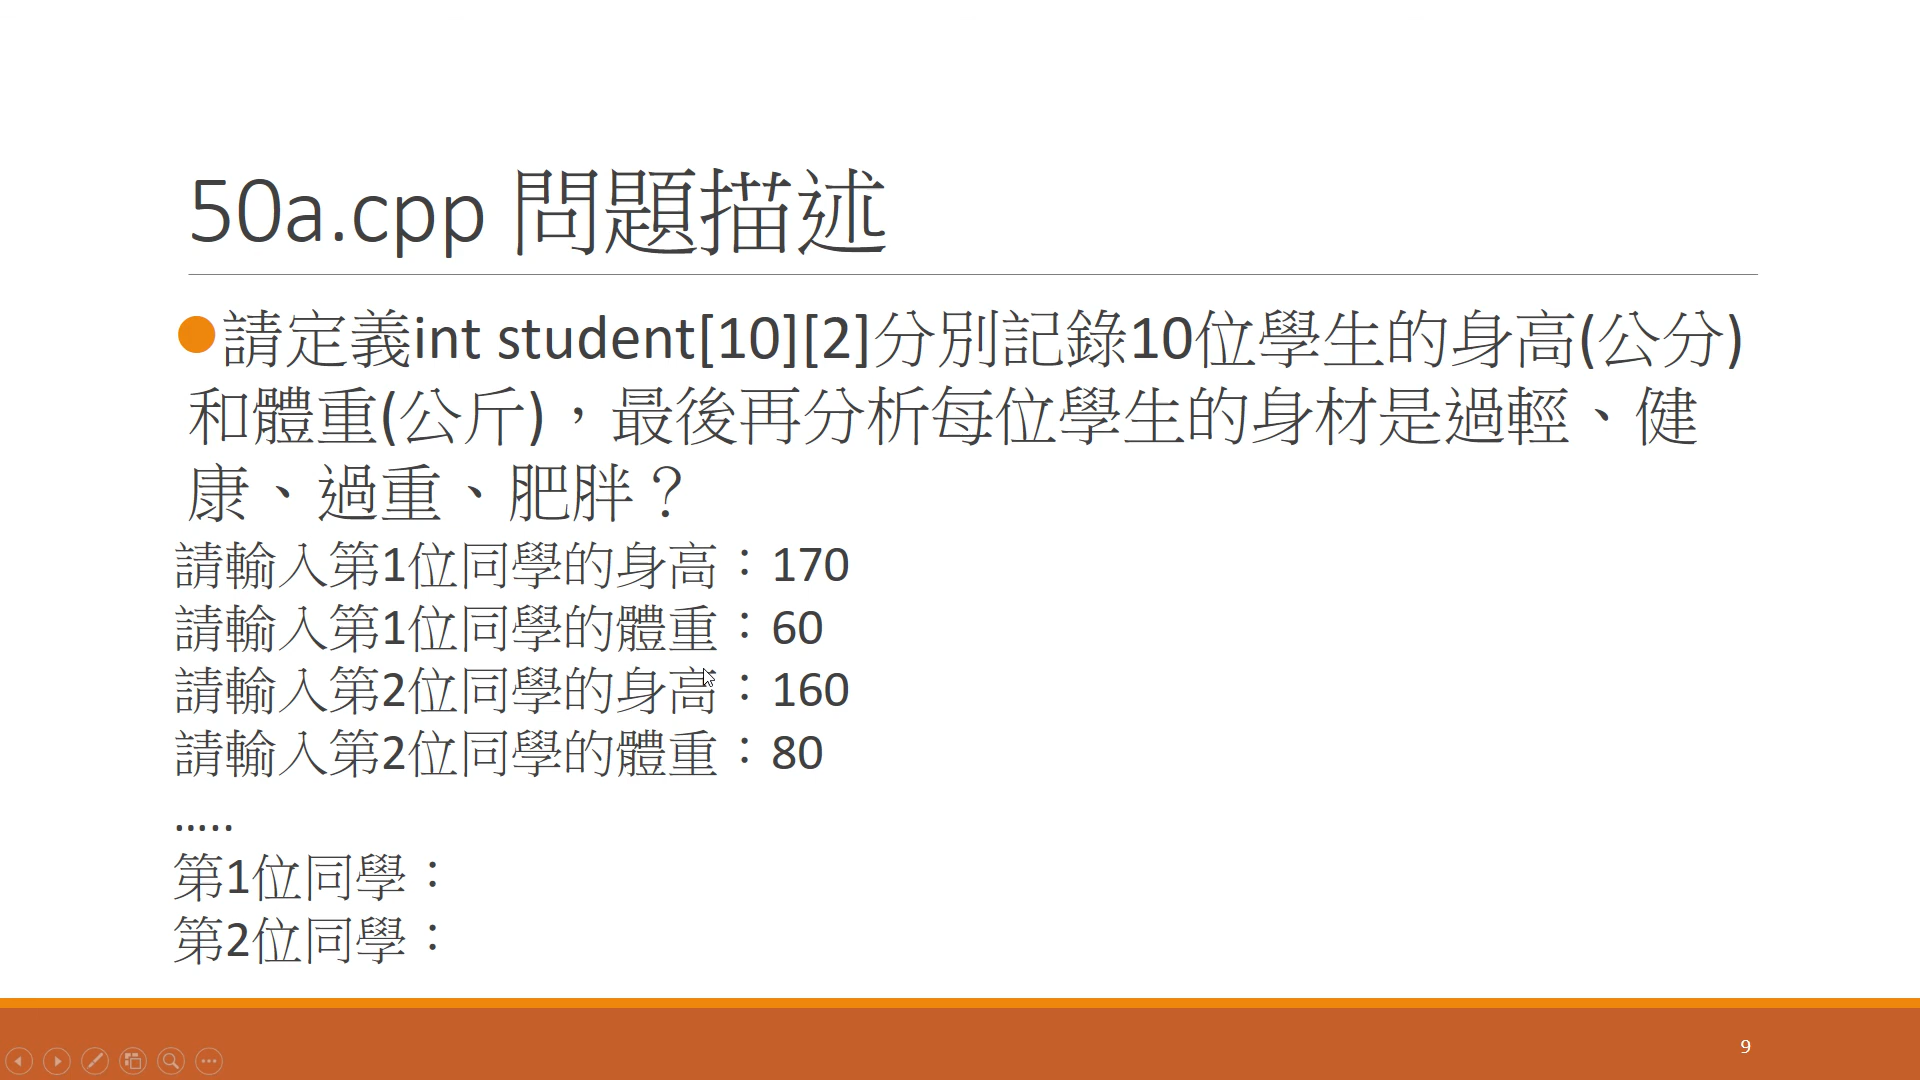 50a.cpp 問題描述
請定義int student[10][2]分別記錄10位學生的身高(公分)
和體重(公斤)，最後再分析每位學生的身材是過輕、健
康、過重、肥胖？
請輸入第1位同學的身高：170
請輸入第1位同學的體重：60
請輸入第2位同學的身高：160
請輸入第2位同學的體重：80
.....
第1位同學：
第2位同學：
9